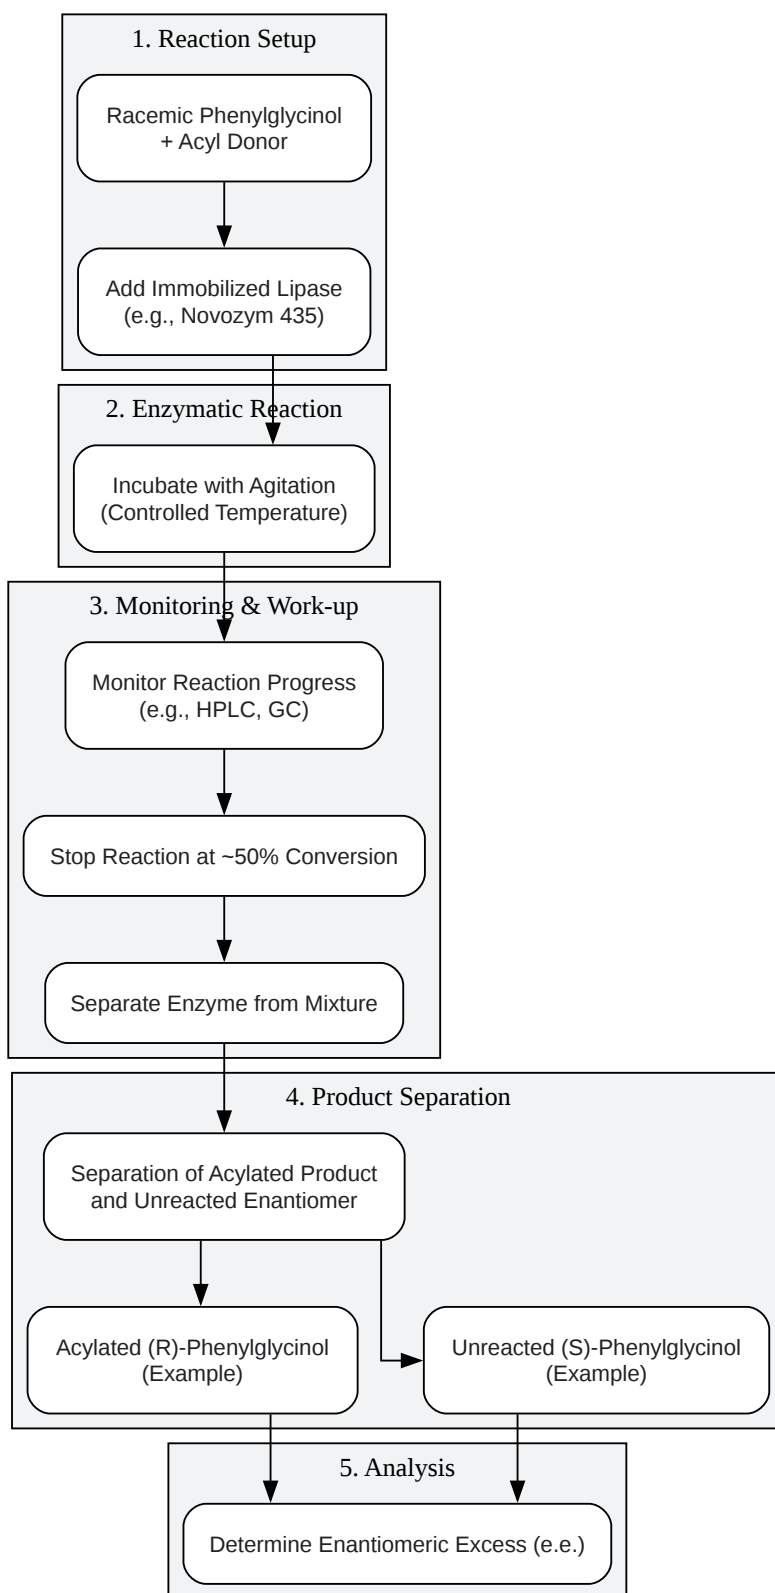 1. Reaction Setup
Racemic Phenylglycinol
+ Acyl Donor
Add Immobilized Lipase
(e.g., Novozym 435)
2. Enzymatic Reaction
Incubate with Agitation
(Controlled Temperature)
3. Monitoring & Work-up
Monitor Reaction Progress
(e.g., HPLC, GC)
Stop Reaction at ~50% Conversion
Separate Enzyme from Mixture
4. Product Separation
Separation of Acylated Product
and Unreacted Enantiomer
Acylated (R)-Phenylglycinol
(Example)
Unreacted (S)-Phenylglycinol
(Example)
5. Analysis
Determine Enantiomeric Excess (e.e.)